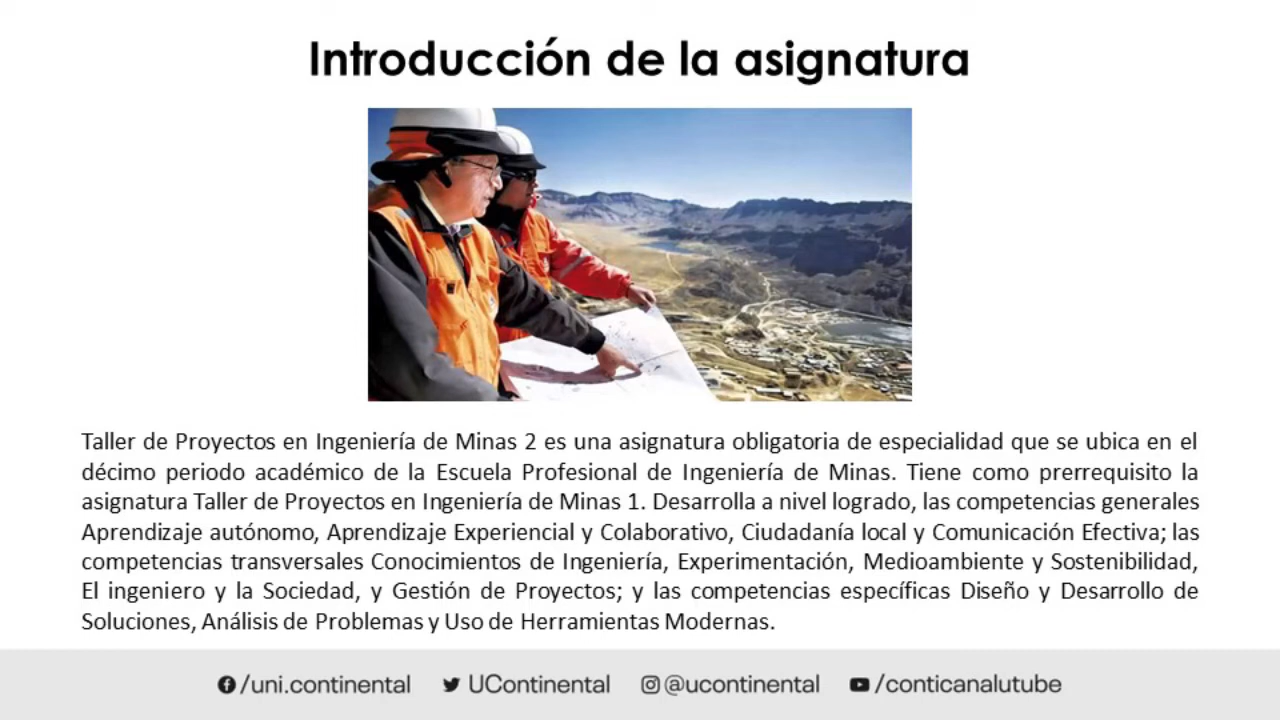 Introducción de la asignatura
Taller de Proyectos en Ingeniería de Minas 2 es una asignatura obligatoria de especialidad que se ubica en el
décimo periodo académico de la Escuela Profesional de Ingeniería de Minas. Tiene como prerrequisito la
asignatura Taller de Proyectos en Ingeniería de Minas 1. Desarrolla a nivel logrado, las competencias generales
Aprendizaje autónomo, Aprendizaje Experiencial y Colaborativo, Ciudadanía local y Comunicación Efectiva; las
competencias transversales Conocimientos de Ingeniería, Experimentación, Medioambiente y Sostenibilidad,
El ingeniero y la Sociedad, y Gestión de Proyectos; y las competencias específicas Diseño y Desarrollo de
Soluciones, Análisis de Problemas y Uso de Herramientas Modernas.
/uni.continental UContinental @ucontinental /conticanalutube